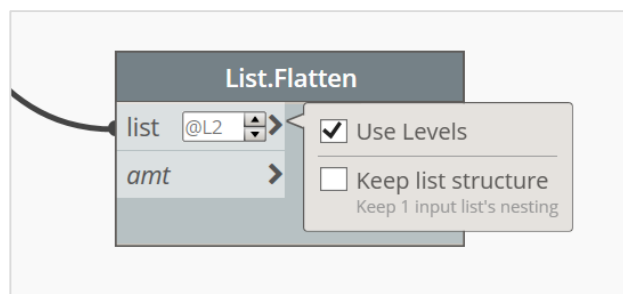 List.Flatten
list @L2
Use Levels
amt
Keep list structure
Keep 1 input list's nesting